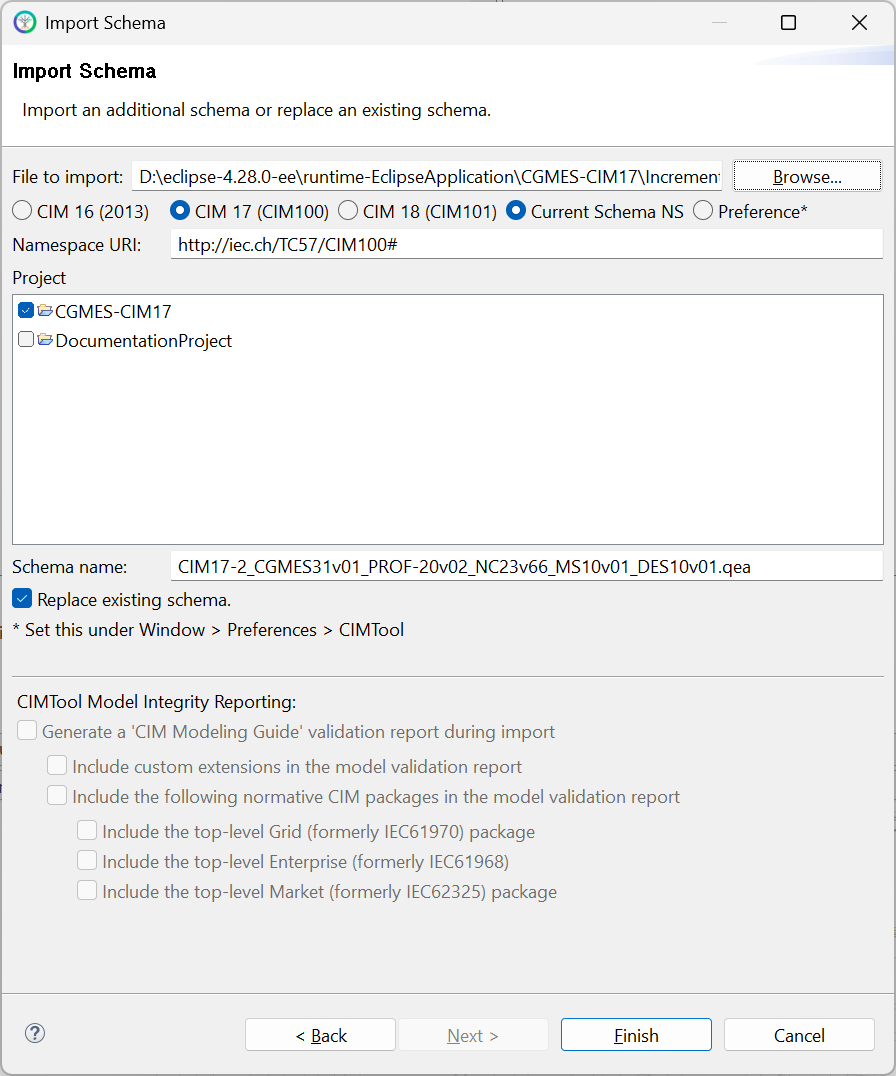 Import Schema
Import Schema
Import an additional schema or replace an existing schema.
File to import: D:\eclipse-4.28.0-ee\runtime-EclipseApplication\CGMES-CIM17\Increment Browse...
CIM 16 (2013) CIM 17 (CIM100) CIM 18 (CIM101) Current Schema NS Preference*
Namespace URI: http://iec.ch/TC57/CIM100#
Project
CGMES-CIM17
DocumentationProject
Schema name: CIM17-2_CGMES31v01_PROF-20v02_NC23v66_MS10v01_DES10v01.qea
Replace existing schema.
* Set this under Window > Preferences > CIMTool
CIMTool Model Integrity Reporting:
Generate a 'CIM Modeling Guide' validation report during import
Include custom extensions in the model validation report
Include the following normative CIM packages in the model validation report
Include the top-level Grid (formerly IEC61970) package
Include the top-level Enterprise (formerly IEC61968)
Include the top-level Market (formerly IEC62325) package
? < Back Next > Finish Cancel